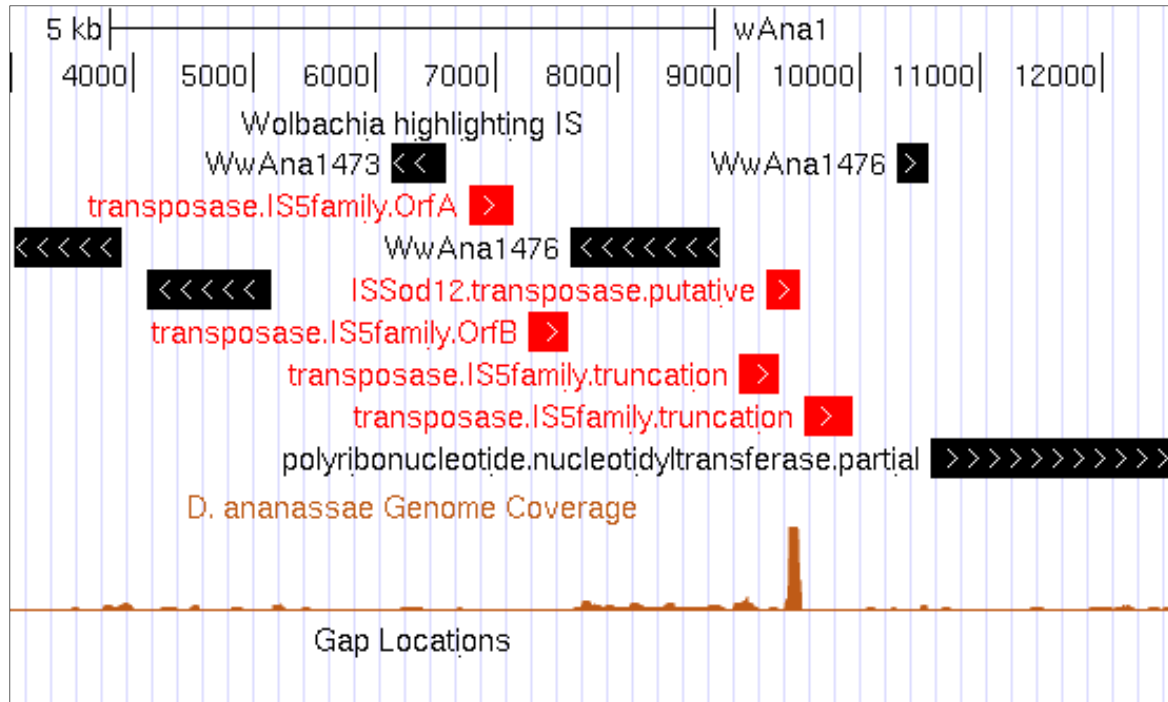 5 kb wAna1
4000 5000 6000 7000 8000 9000 10000 11000 12000
Wolbachia highlighting IS
WwAna1473 WwAna1476
transposase.IS5family.OrfA
WwAna1476
ISSod12.transposase.putative
transposase.IS5family.OrfB
transposase.IS5family.truncation
transposase.IS5family.truncation
polyribonucleotide.nucleotidyltransferase.partial
D. ananassae Genome Coverage
Gap Locations